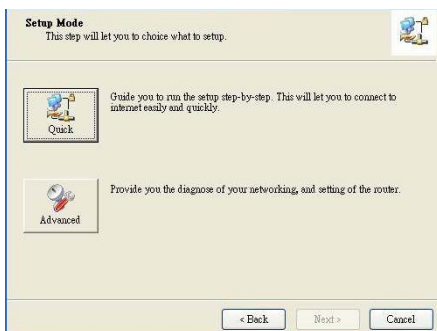 Setup Mode
This step will let you to choice what to setup.
Guide you to run the setup step-by-step. This will let you to connect to
internet easily and quickly.
Quick
Provide you the diagnose of your networking, and setting of the router.
Advanced
< Back
Next >
Cancel